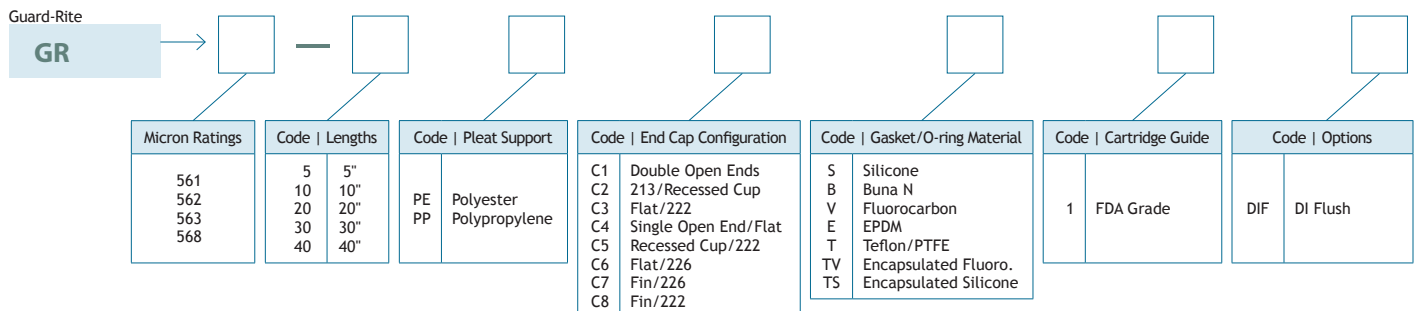 Guard-Rite
GR
—
Micron Ratings
561
562
563
568
Code | Lengths
5 5"
10 10"
20 20"
30 30"
40 40"
Code | Pleat Support
PE Polyester
PP Polypropylene
Code | End Cap Configuration
C1 Double Open Ends
C2 213/Recessed Cup
C3 Flat/222
C4 Single Open End/Flat
C5 Recessed Cup/222
C6 Flat/226
C7 Fin/226
C8 Fin/222
Code | Gasket/O-ring Material
S Silicone
B Buna N
V Fluorocarbon
E EPDM
T Teflon/PTFE
TV Encapsulated Fluoro.
TS Encapsulated Silicone
Code | Cartridge Guide
1 FDA Grade
Code | Options
DIF DI Flush